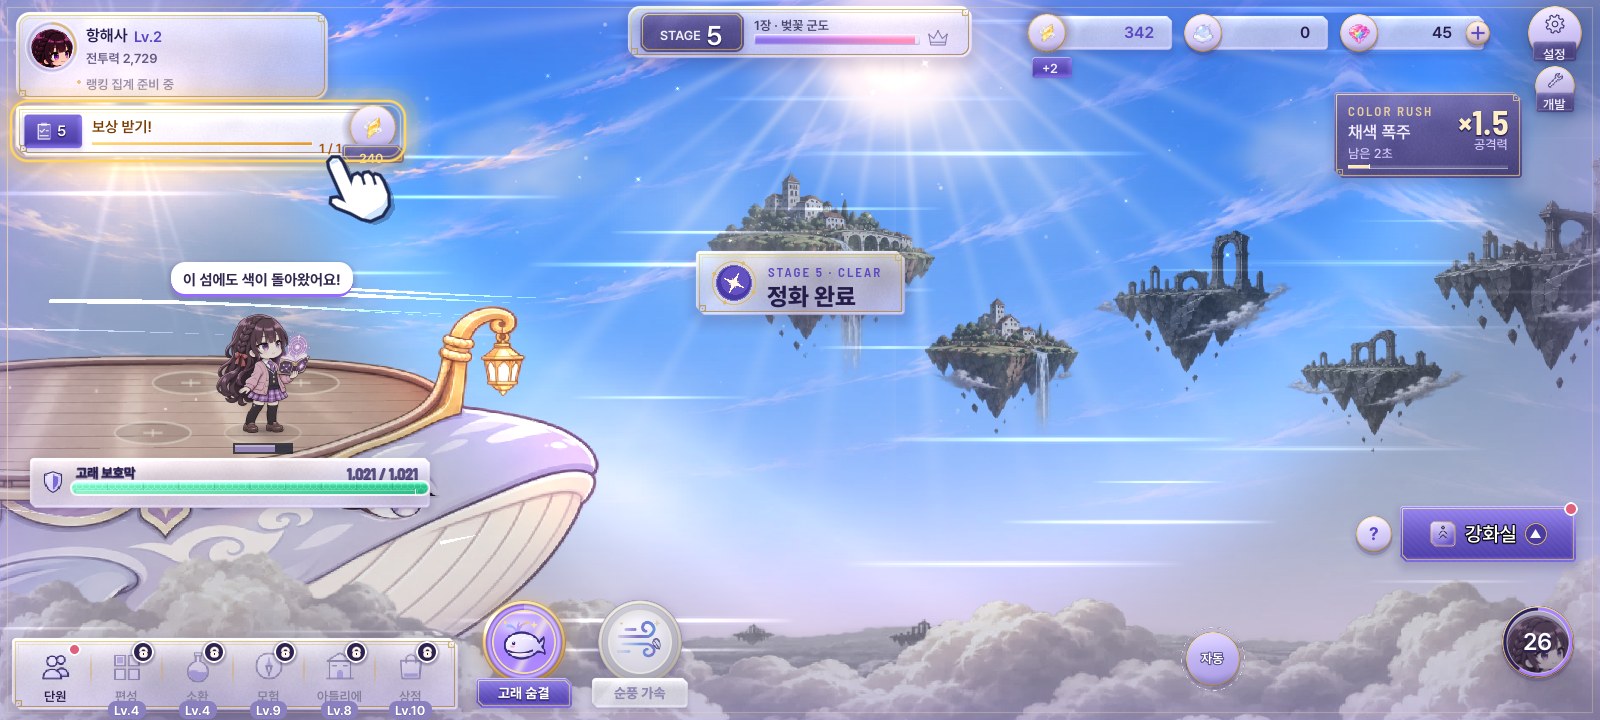 항해사 Lv.2
전투력 2,729
랭킹 집계 준비 중
5
보상 받기!
1/1
240
STAGE 5
1장 · 벚꽃 군도
342
+2
0
45
설정
개발
COLOR RUSH
채색 폭주
남은 2초
×1.5
공격력
이 섬에도 색이 돌아왔어요!
STAGE 5 · CLEAR
정화 완료
고래 보호막
1,021 / 1,021
?
강화실
단원
편성
Lv.4
소환
Lv.4
모험
Lv.9
아틀리에
Lv.8
상점
Lv.10
고래 숨결
순풍 가속
자동
26